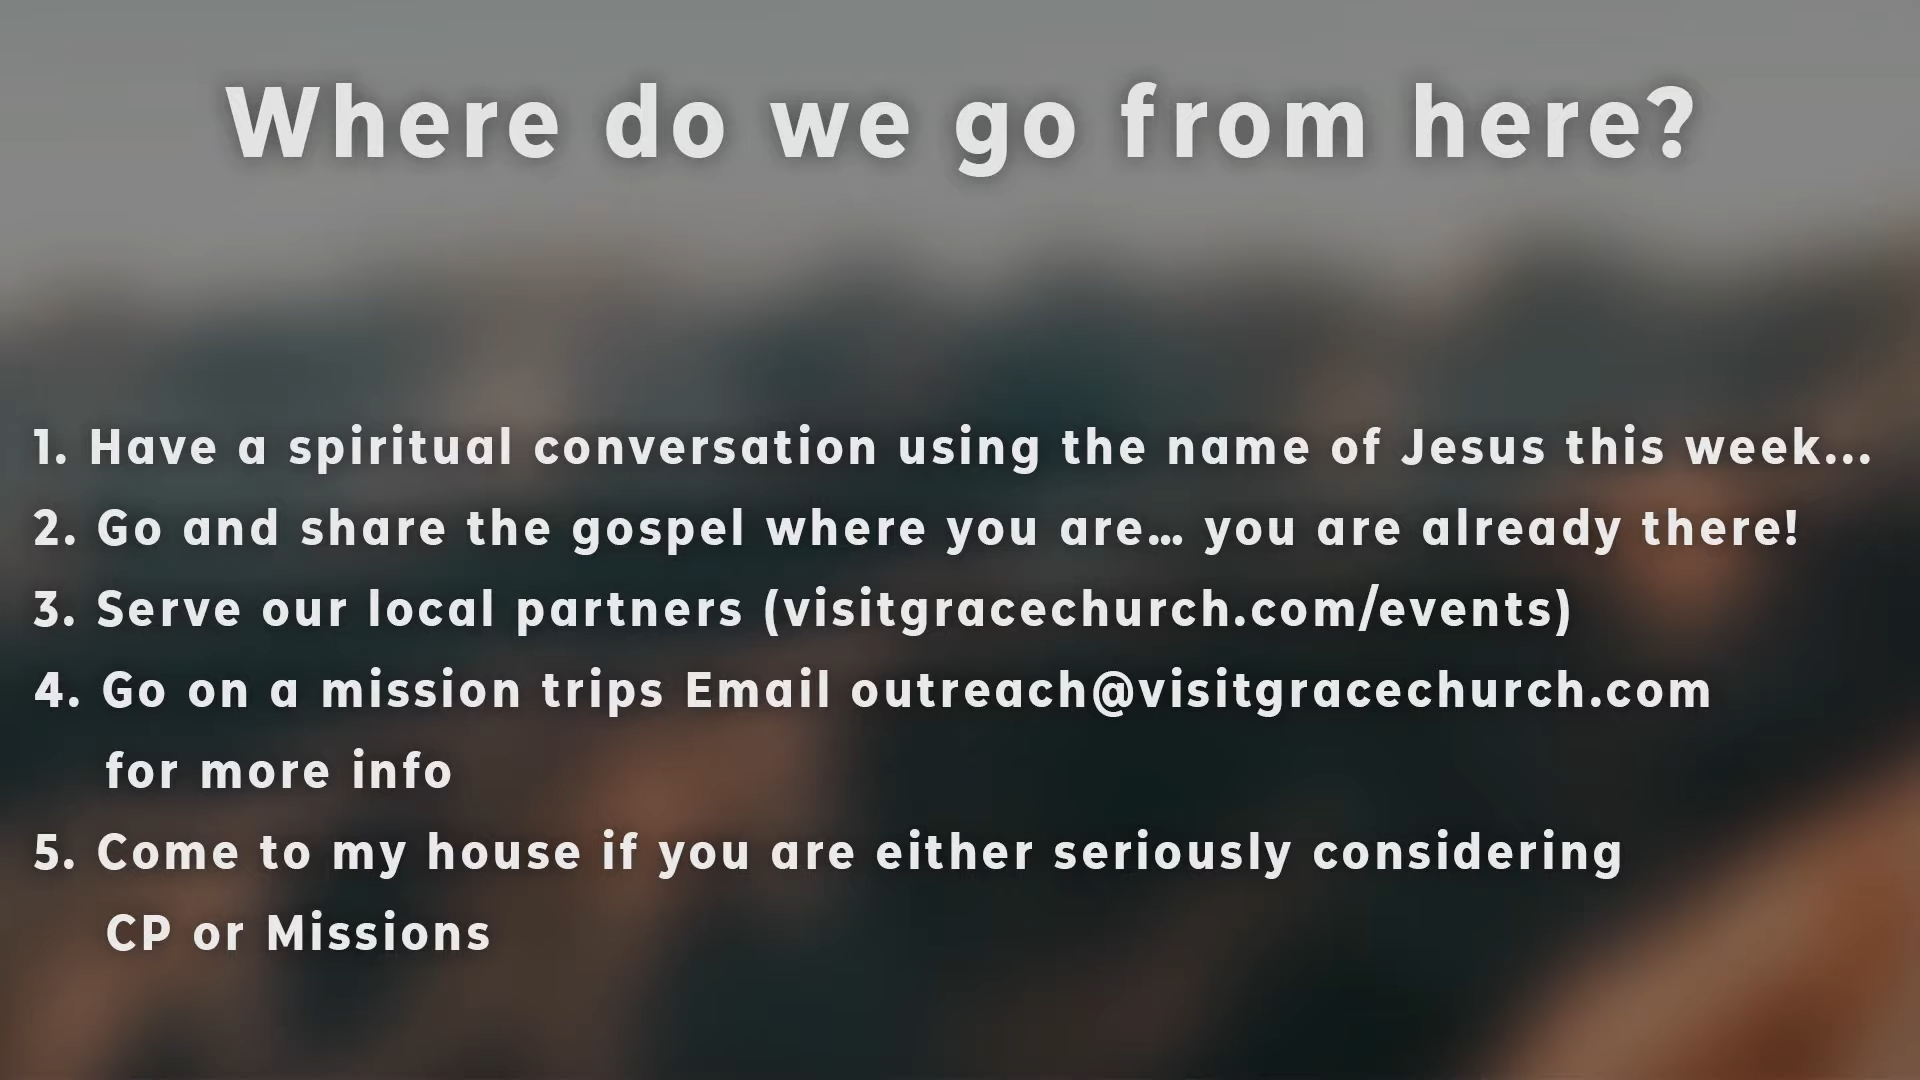 Where do we go from here?
1. Have a spiritual conversation using the name of Jesus this week...
2. Go and share the gospel where you are… you are already there!
3. Serve our local partners (visitgracechurch.com/events)
4. Go on a mission trips Email outreach@visitgracechurch.com
for more info
5. Come to my house if you are either seriously considering
CP or Missions